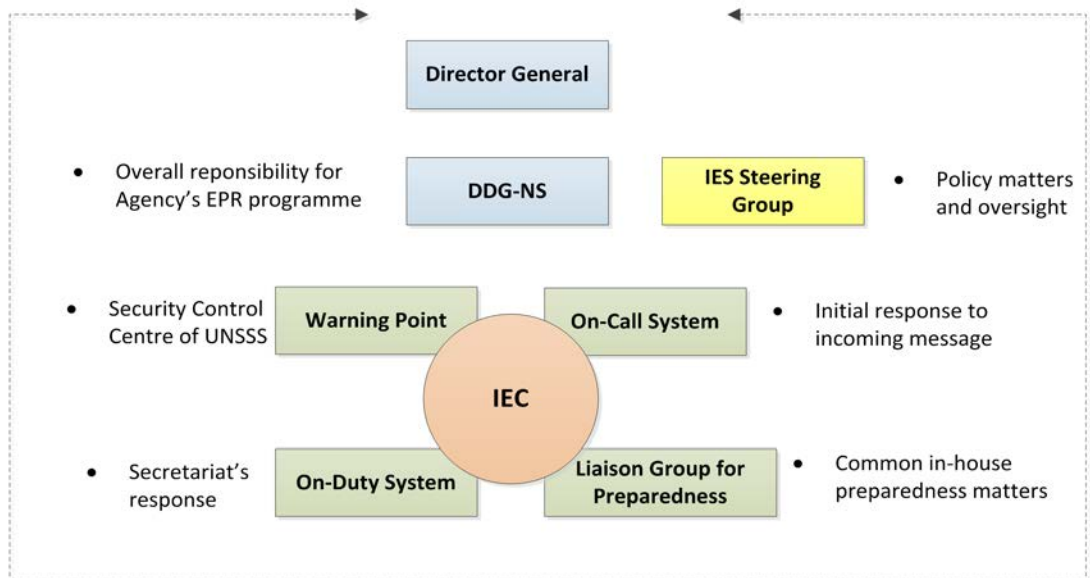 Director General
• Overall reponsibility for
Agency's EPR programme
DDG-NS
IES Steering
Group
• Policy matters
and oversight
• Security Control
Centre of UNSSS
Warning Point
On-Call System
• Initial response to
incoming message
IEC
• Secretariat's
response
On-Duty System
Liaison Group for
Preparedness
• Common in-house
preparedness matters